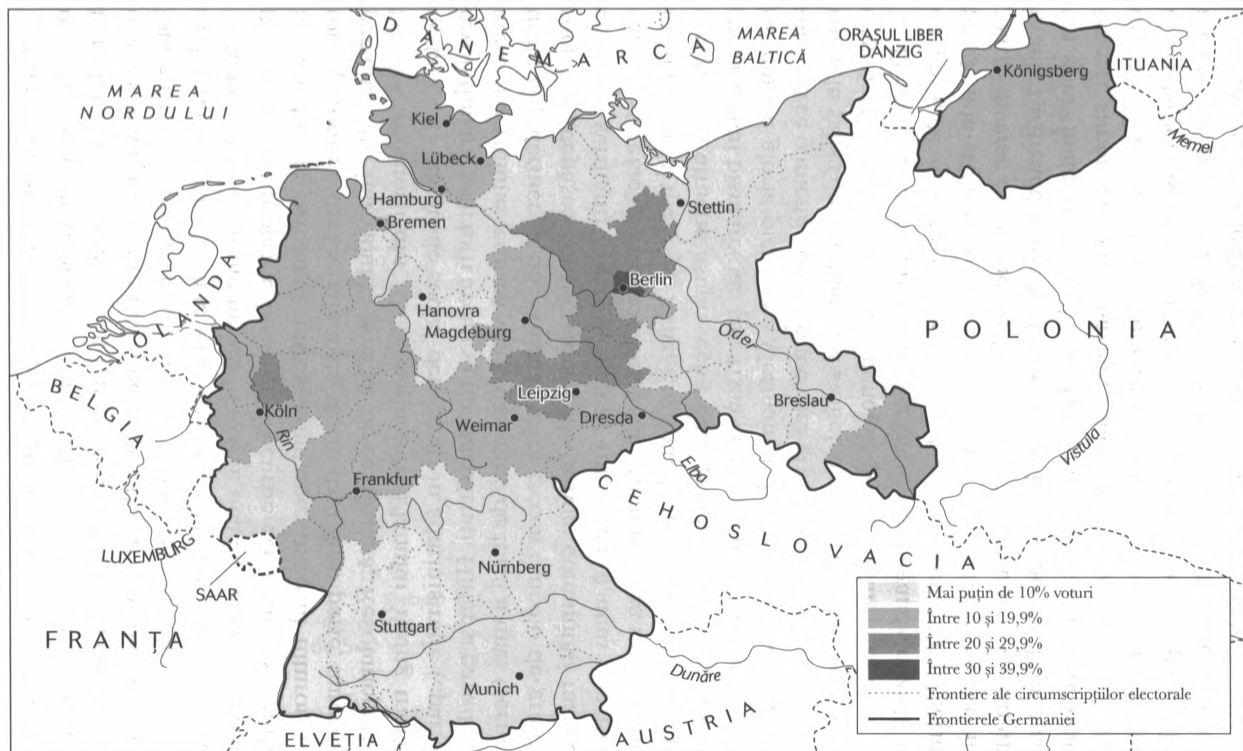 DANEMARCA
MAREA
BALTICĂ
ORAȘUL LIBER
DANZIG
LITUANIA
Königsberg
Memel
MAREA
NORDULUI
Kiel
Lübeck
Hamburg
Bremen
Stettin
Berlin
OLANDA
Hanovra
Magdeburg
Oder
POLONIA
BELGIA
Köln
Rin
Leipzig
Weimar
Dresda
Breslau
Vistula
Elba
Frankfurt
CEHOSLOVACIA
LUXEMBURG
SAAR
Nürnberg
FRANȚA
Stuttgart
Munich
Dunăre
ELVEȚIA
AUSTRIA
Mai puțin de 10% voturi
Între 10 și 19,9%
Între 20 și 29,9%
Între 30 și 39,9%
Frontiere ale circumscripțiilor electorale
Frontierele Germaniei